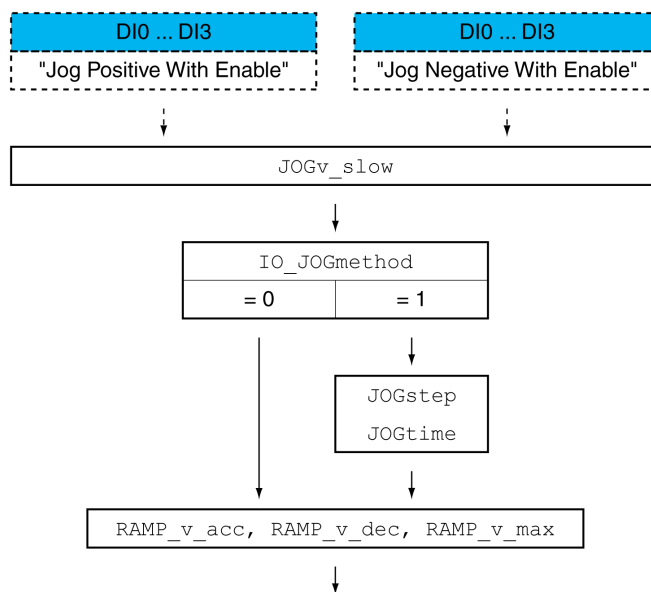 DI0 ... DI3
"Jog Positive With Enable"
DI0 ... DI3
"Jog Negative With Enable"
JOGv_slow
IO_JOGmethod
= 0
= 1
JOGstep
JOGtime
RAMP_v_acc, RAMP_v_dec, RAMP_v_max